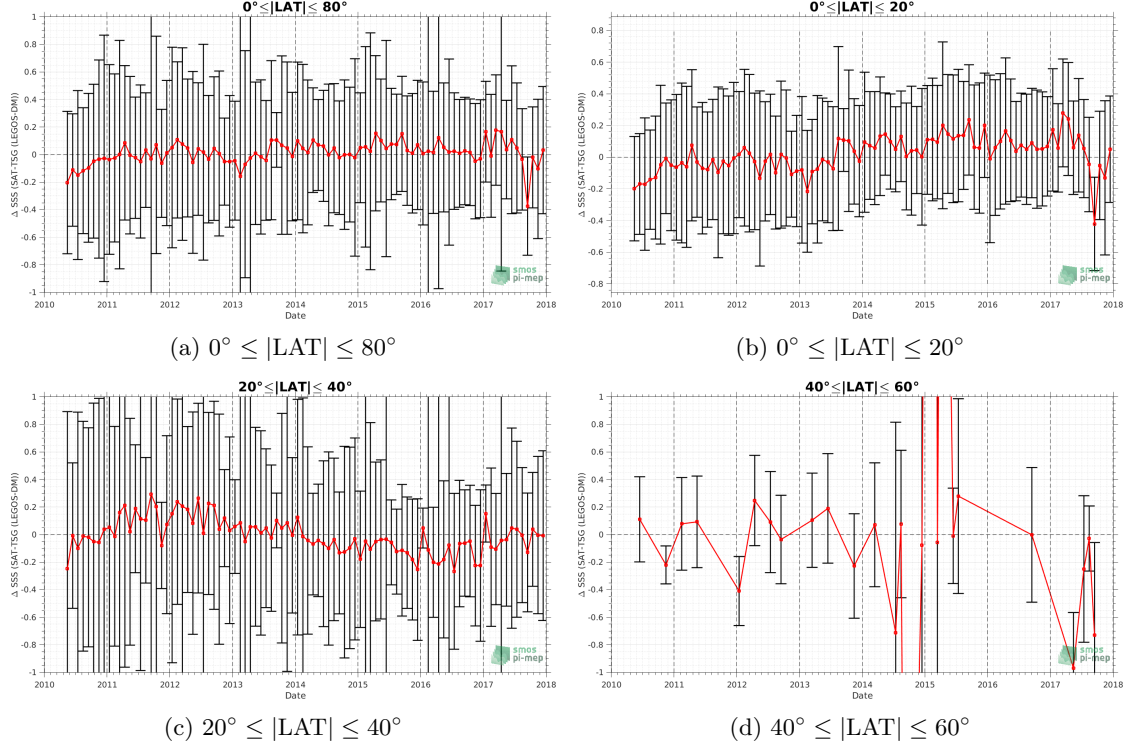 0°≤|LAT|≤ 80°
Δ SSS (SAT-TSG (LEGOS-DM))
1
0.8
0.6
0.4
0.2
0
-0.2
-0.4
-0.6
-0.8
-1
2010 2011 2012 2013 2014 2015 2016 2017 2018
Date
smos
pi-mep
(a) 0° ≤ |LAT| ≤ 80°
0°≤|LAT|≤ 20°
Δ SSS (SAT-TSG (LEGOS-DM))
0.8
0.6
0.4
0.2
0
-0.2
-0.4
-0.6
-0.8
2010 2011 2012 2013 2014 2015 2016 2017 2018
Date
smos
pi-mep
(b) 0° ≤ |LAT| ≤ 20°
20°≤|LAT|≤ 40°
Δ SSS (SAT-TSG (LEGOS-DM))
1
0.8
0.6
0.4
0.2
0
-0.2
-0.4
-0.6
-0.8
-1
2010 2011 2012 2013 2014 2015 2016 2017 2018
Date
smos
pi-mep
(c) 20° ≤ |LAT| ≤ 40°
40°≤|LAT|≤ 60°
Δ SSS (SAT-TSG (LEGOS-DM))
1
0.8
0.6
0.4
0.2
0
-0.2
-0.4
-0.6
-0.8
-1
2010 2011 2012 2013 2014 2015 2016 2017 2018
Date
smos
pi-mep
(d) 40° ≤ |LAT| ≤ 60°